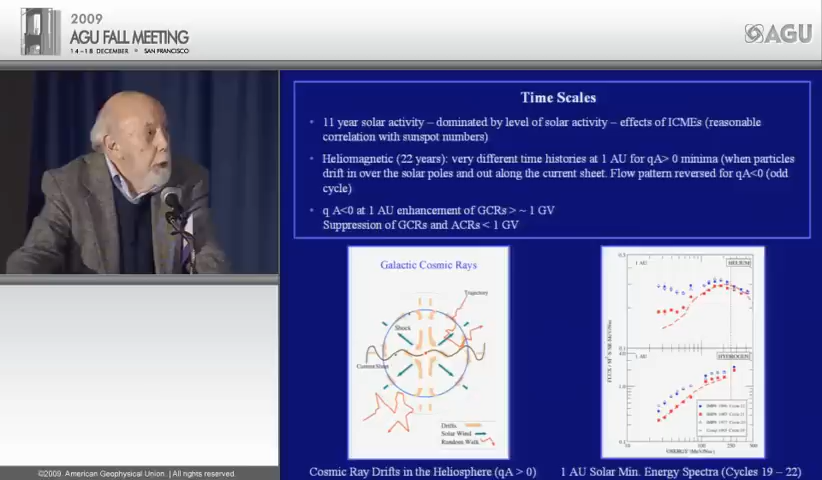 2009
AGU FALL MEETING
14–18 DECEMBER • SAN FRANCISCO
AGU
Time Scales
• 11 year solar activity – dominated by level of solar activity – effects of ICMEs (reasonable
correlation with sunspot numbers)
• Heliomagnetic (22 years): very different time histories at 1 AU for qA> 0 minima (when particles
drift in over the solar poles and out along the current sheet. Flow pattern reversed for qA<0 (odd
cycle)
• q A<0 at 1 AU enhancement of GCRs > ~ 1 GV
Suppression of GCRs and ACRs < 1 GV
Galactic Cosmic Rays
Trajectory
Shock
Current Sheet
Drifts
Solar Wind
Random Walk
1 AU
HELIUM
1 AU
HYDROGEN
Cosmic Ray Drifts in the Heliosphere (qA > 0)
1 AU Solar Min. Energy Spectra (Cycles 19 – 22)
©2009. American Geophysical Union. | All rights reserved.